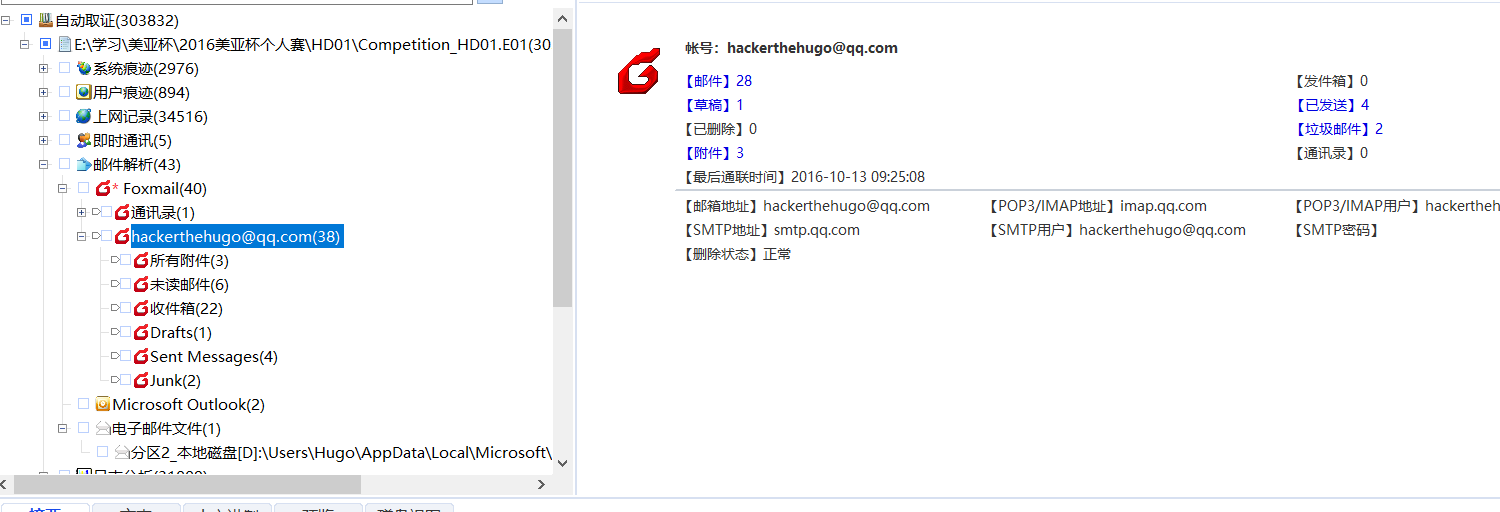 自动取证(303832)
E:\学习\美亚杯\2016美亚杯个人赛\HD01\Competition_HD01.E01(30
系统痕迹(2976)
用户痕迹(894)
上网记录(34516)
即时通讯(5)
邮件解析(43)
* Foxmail(40)
通讯录(1)
hackerthehugo@qq.com(38)
所有附件(3)
未读邮件(6)
收件箱(22)
Drafts(1)
Sent Messages(4)
Junk(2)
Microsoft Outlook(2)
电子邮件文件(1)
分区2_本地磁盘[D]:\Users\Hugo\AppData\Local\Microsoft\
帐号：hackerthehugo@qq.com
【邮件】28 【发件箱】0
【草稿】1 【已发送】4
【已删除】0 【垃圾邮件】2
【附件】3 【通讯录】0
【最后通联时间】2016-10-13 09:25:08
【邮箱地址】hackerthehugo@qq.com 【POP3/IMAP地址】imap.qq.com 【POP3/IMAP用户】hackertheh
【SMTP地址】smtp.qq.com 【SMTP用户】hackerthehugo@qq.com 【SMTP密码】
【删除状态】正常